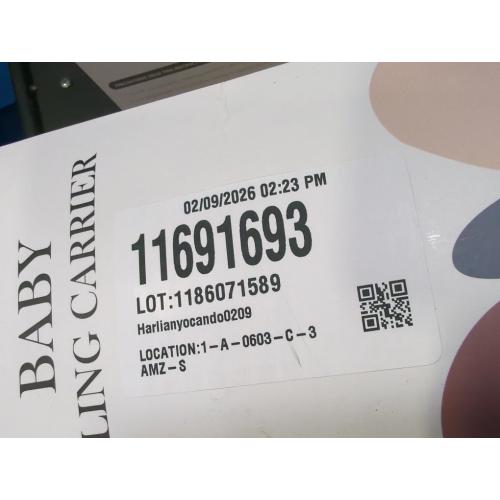 BABY
LING CARRIER
02/09/2026 02:23 PM
11691693
LOT:1186071589
Harlianyocando0209
LOCATION:1-A-0603-C-3
AMZ-S